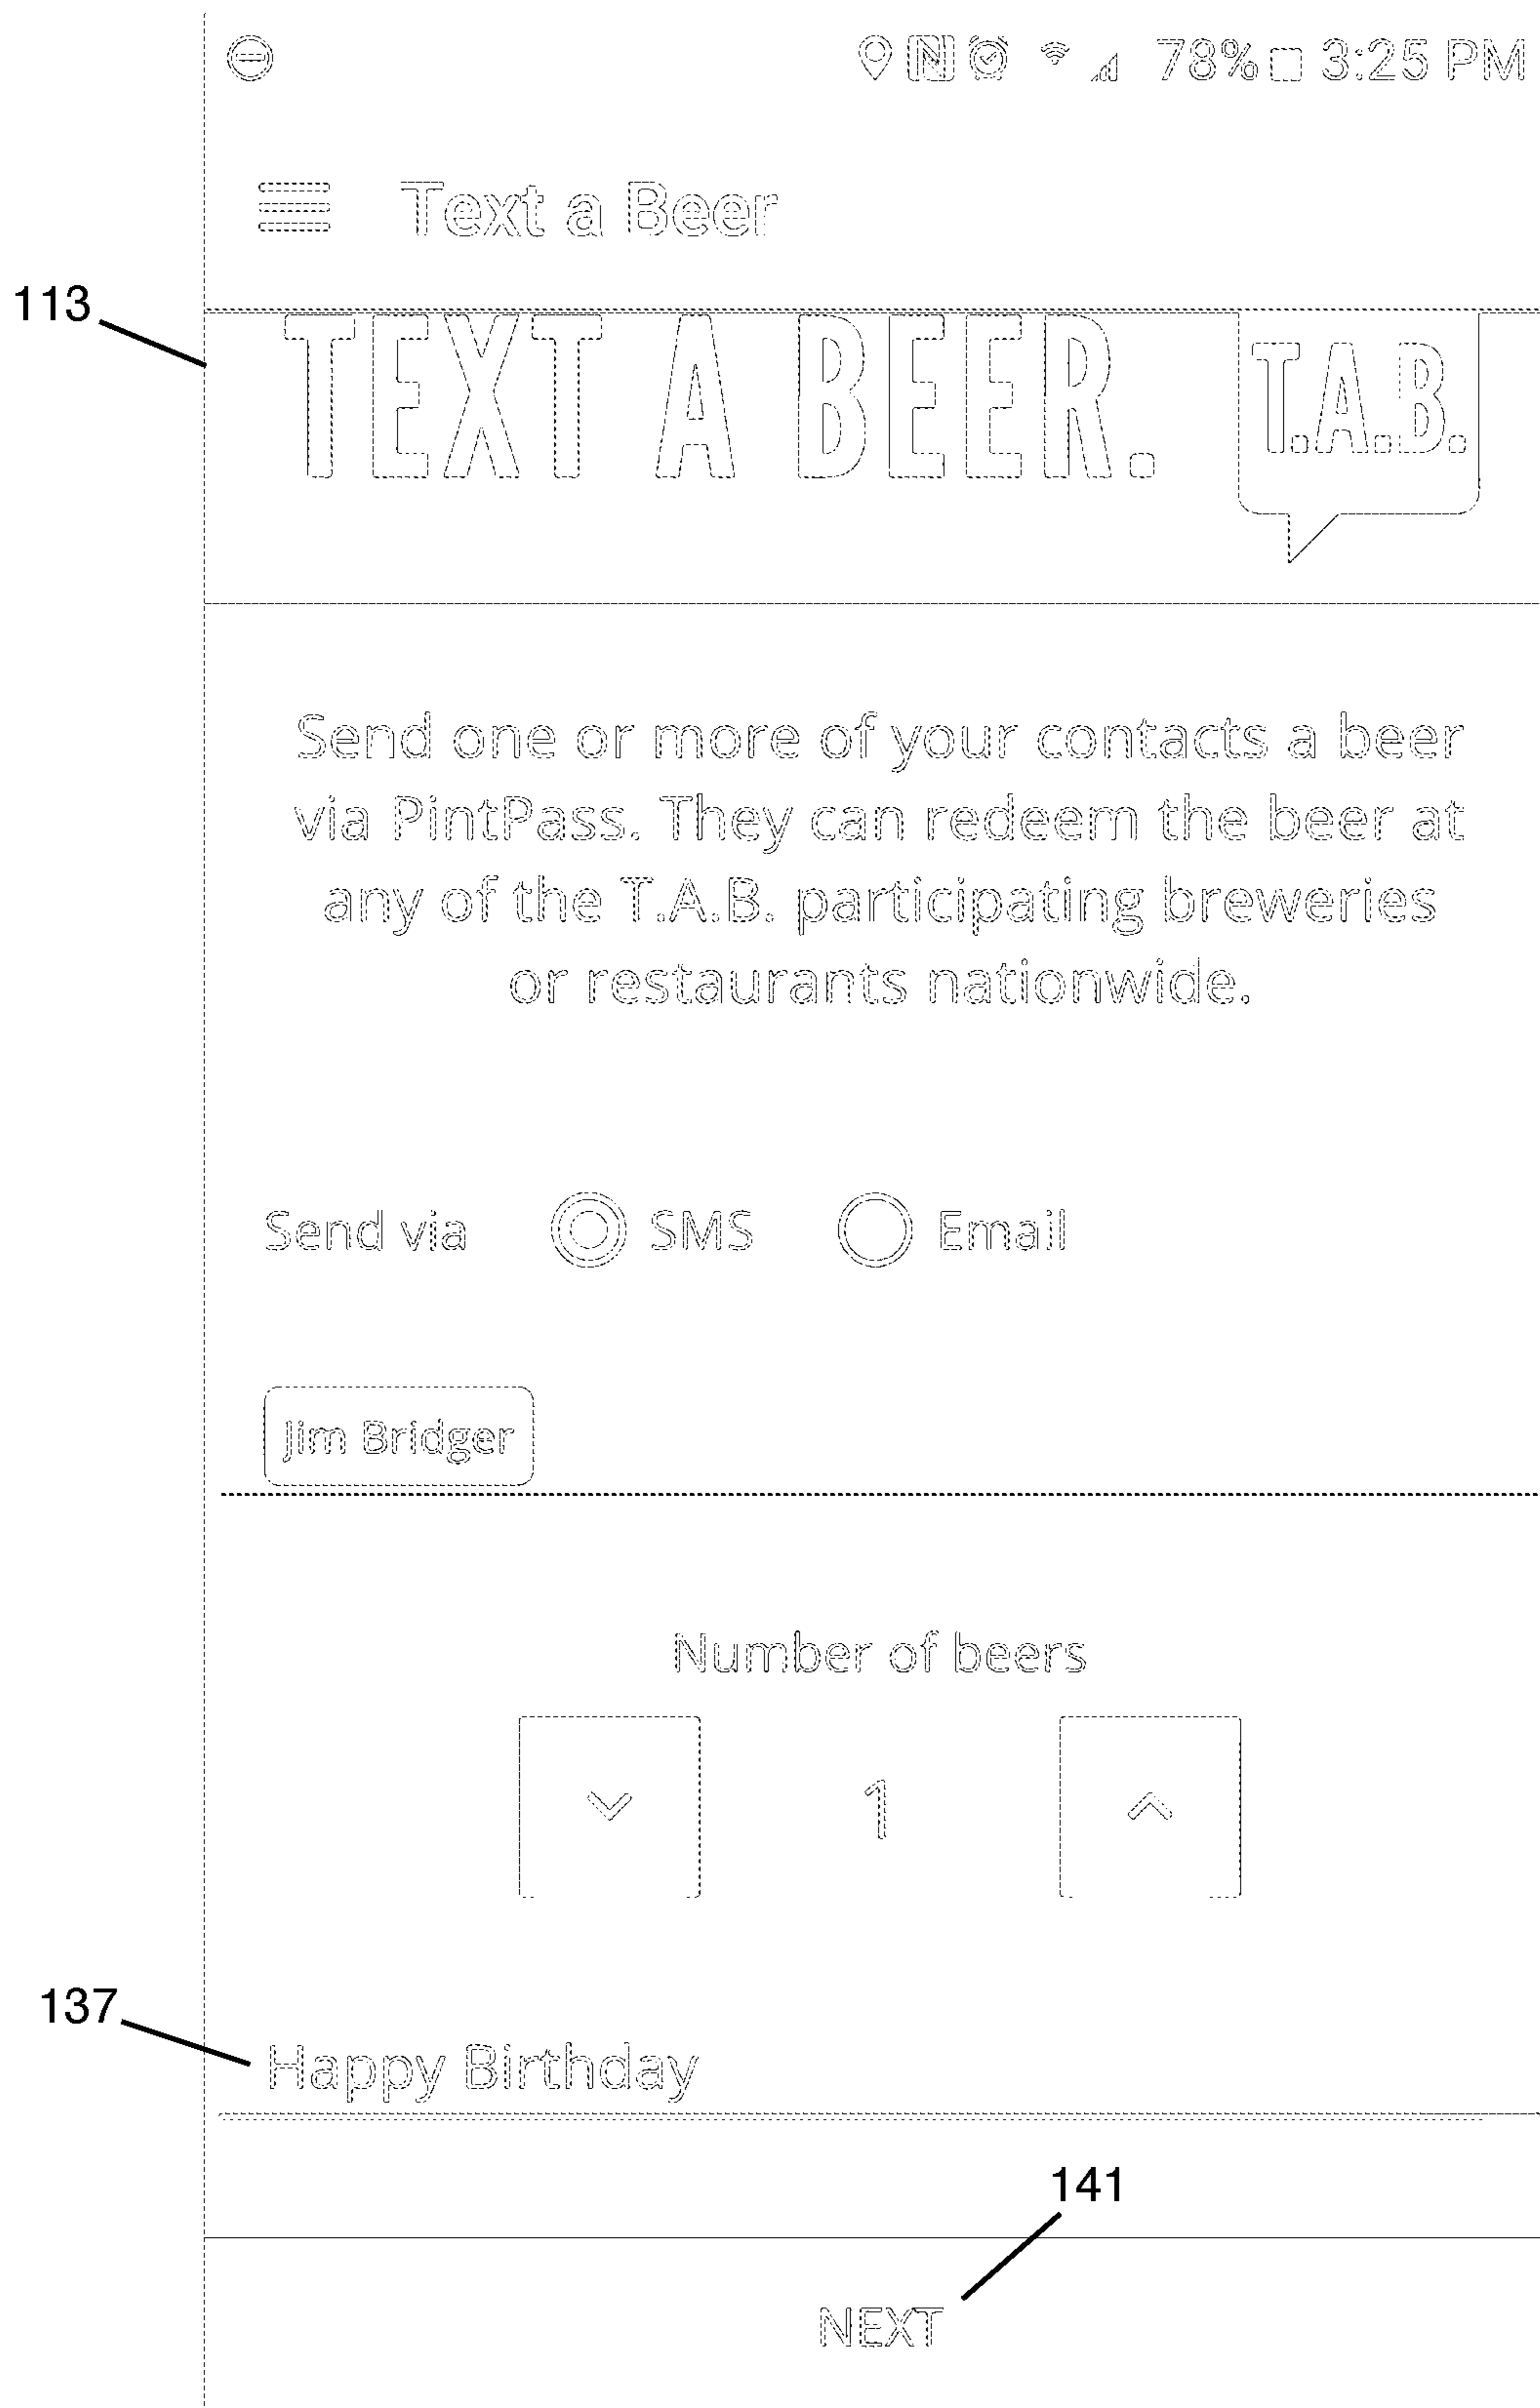 78% 3:25 PM
Text a Beer
113
TEXT A BEER. T.A.B.
Send one or more of your contacts a beer
via PintPass. They can redeem the beer at
any of the T.A.B. participating breweries
or restaurants nationwide.
Send via SMS Email
Jim Bridger
Number of beers
1
137
Happy Birthday
141
NEXT